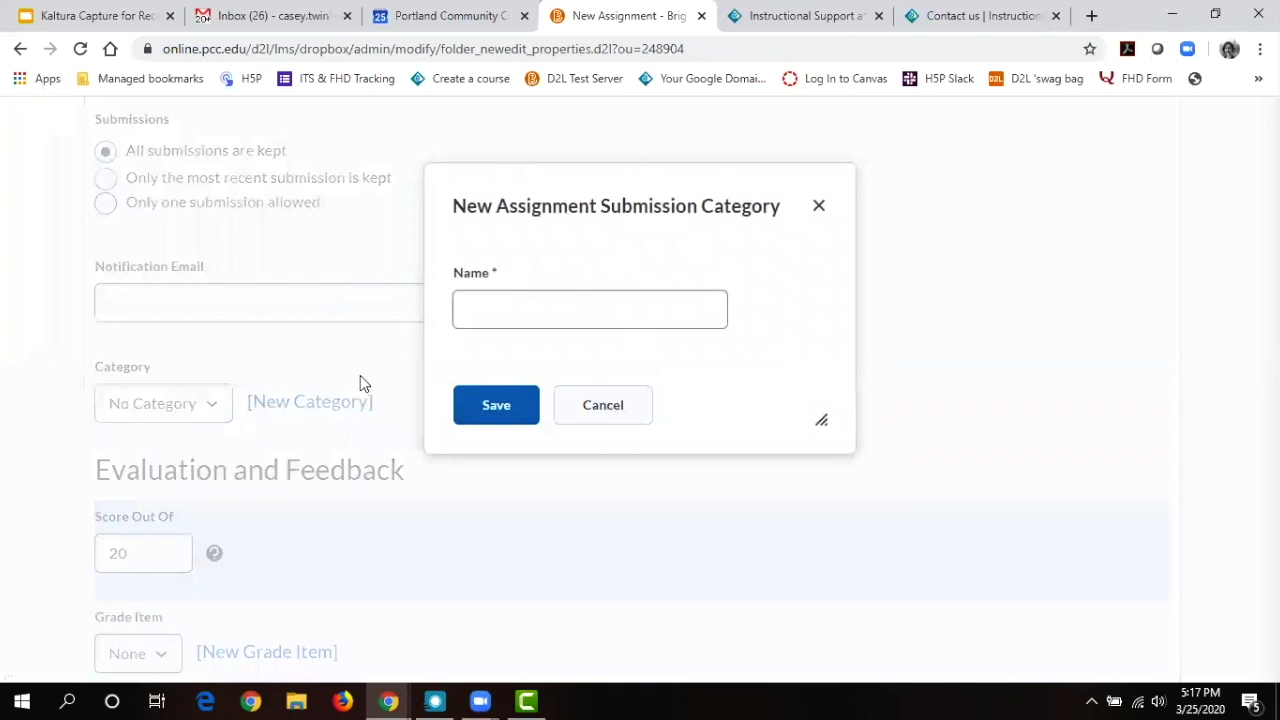 Kaltura Capture for Rec
Inbox (26) - casey.twin
Portland Community C
New Assignment - Brig
Instructional Support a
Contact us | Instruction
online.pcc.edu/d2l/lms/dropbox/admin/modify/folder_newedit_properties.d2l?ou=248904
Apps
Managed bookmarks
H5P
ITS & FHD Tracking
Create a course
D2L Test Server
Your Google Domai...
Log In to Canvas
H5P Slack
D2L 'swag bag
FHD Form
Submissions
All submissions are kept
Only the most recent submission is kept
Only one submission allowed
Notification Email
Category
No Category
[New Category]
New Assignment Submission Category
Name *
Save
Cancel
Evaluation and Feedback
Score Out Of
20
Grade Item
None
[New Grade Item]
5:17 PM
3/25/2020